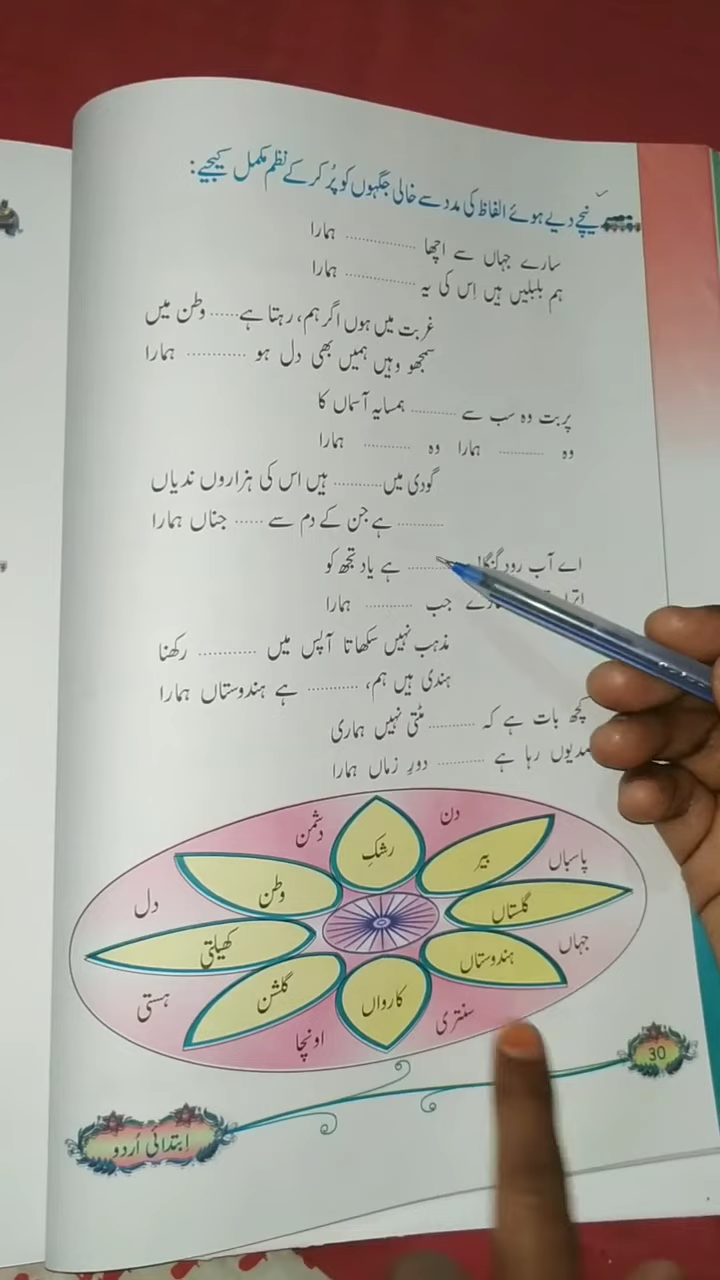 نیچے دیے ہوئے الفاظ کی مدد سے خالی جگہوں کو پُر کر کے نظم مکمل کیجیے:
سارے جہاں سے اچھا ............... ہمارا
ہم بلبلیں ہیں اِس کی یہ ............... ہمارا
غربت میں ہوں اگر ہم، رہتا ہے ...... وطن میں
سمجھو وہیں ہمیں بھی دل ہو ............ ہمارا
پربت وہ سب سے ......... ہمسایہ آسماں کا
وہ ......... ہمارا وہ ......... ہمارا
گودی میں ......... ہیں اس کی ہزاروں ندیاں
......... ہے جن کے دم سے ...... جناں ہمارا
اے آب رود گنگا! ......... ہے یاد تجھ کو
جب ......... ہمارا
مذہب نہیں سکھاتا آپس میں ............ رکھنا
ہندی ہیں ہم، ......... ہے ہندوستاں ہمارا
کچھ بات ہے کہ ......... مٹتی نہیں ہماری
صدیوں رہا ہے ......... دورِ زماں ہمارا
دن
دشمن
رشکِ
بیر
پاسباں
وطن
دل
گلستاں
کھیلتی
جہاں
ہندوستاں
گلشن
کارواں
ہستی
سنتری
اونچا
30
اِبتدائی اُردو